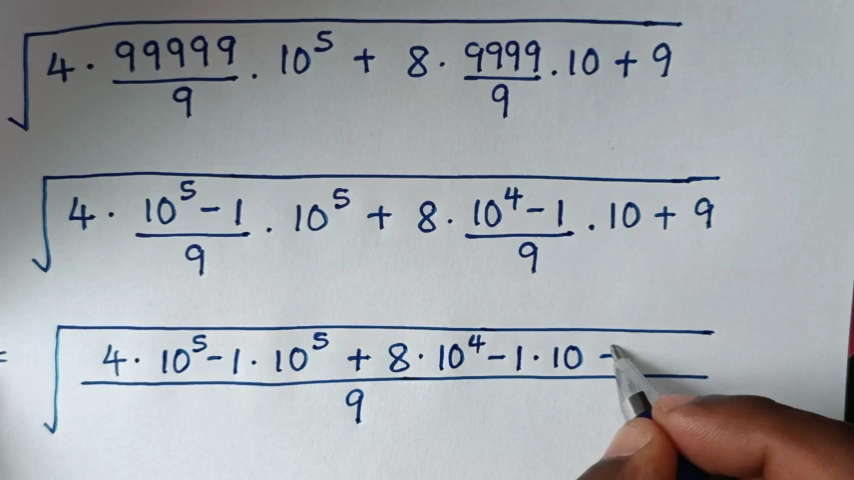 √(4 · 99999/9 · 10⁵ + 8 · 9999/9 · 10 + 9)
√(4 · (10⁵ − 1)/9 · 10⁵ + 8 · (10⁴ − 1)/9 · 10 + 9)
= √((4 · 10⁵ − 1 · 10⁵ + 8 · 10⁴ − 1 · 10 −)/9)